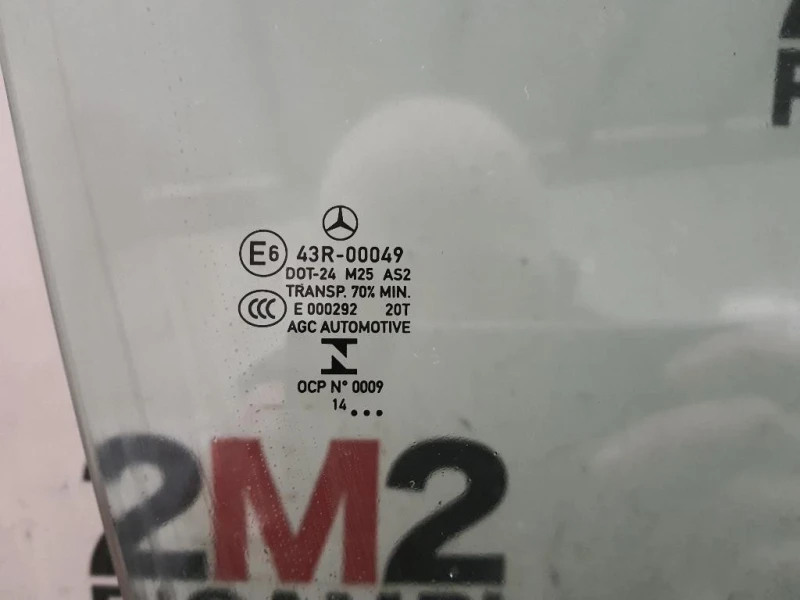 E6 43R-00049
DOT-24 M25 AS2
TRANSP. 70% MIN.
CCC E 000292 20T
AGC AUTOMOTIVE
N
OCP N° 0009
14 ...
2M2